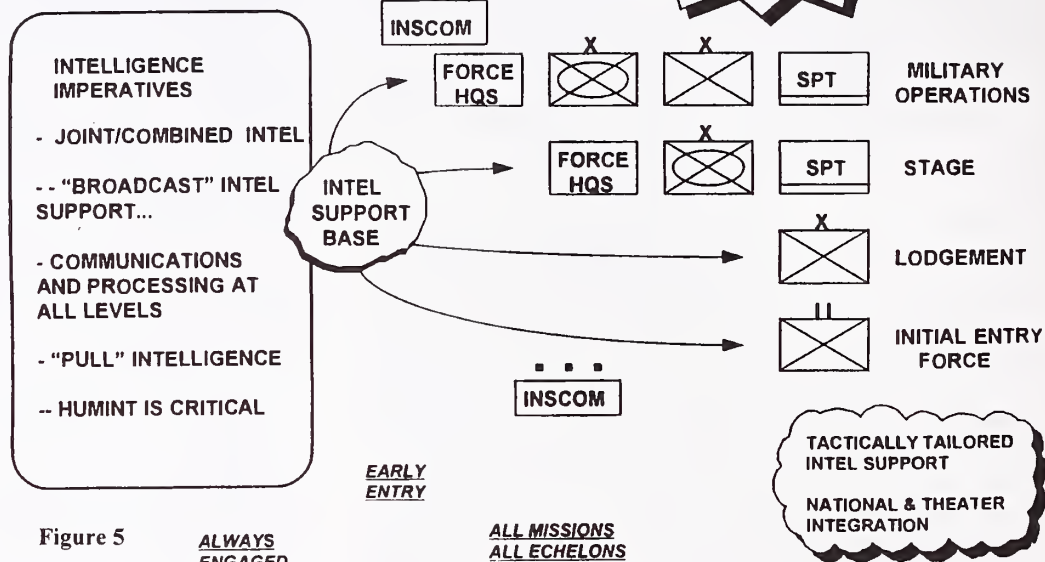 INTELLIGENCE
IMPERATIVES
- JOINT/COMBINED INTEL
- - "BROADCAST" INTEL
SUPPORT...
- COMMUNICATIONS
AND PROCESSING AT
ALL LEVELS
- "PULL" INTELLIGENCE
-- HUMINT IS CRITICAL
INTEL
SUPPORT
BASE
INSCOM
FORCE
HQS
X
X
SPT
MILITARY
OPERATIONS
FORCE
HQS
X
SPT
STAGE
X
LODGEMENT
II
INITIAL ENTRY
FORCE
INSCOM
TACTICALLY TAILORED
INTEL SUPPORT
NATIONAL & THEATER
INTEGRATION
EARLY
ENTRY
Figure 5
ALWAYS
ENGAGED
ALL MISSIONS
ALL ECHELONS